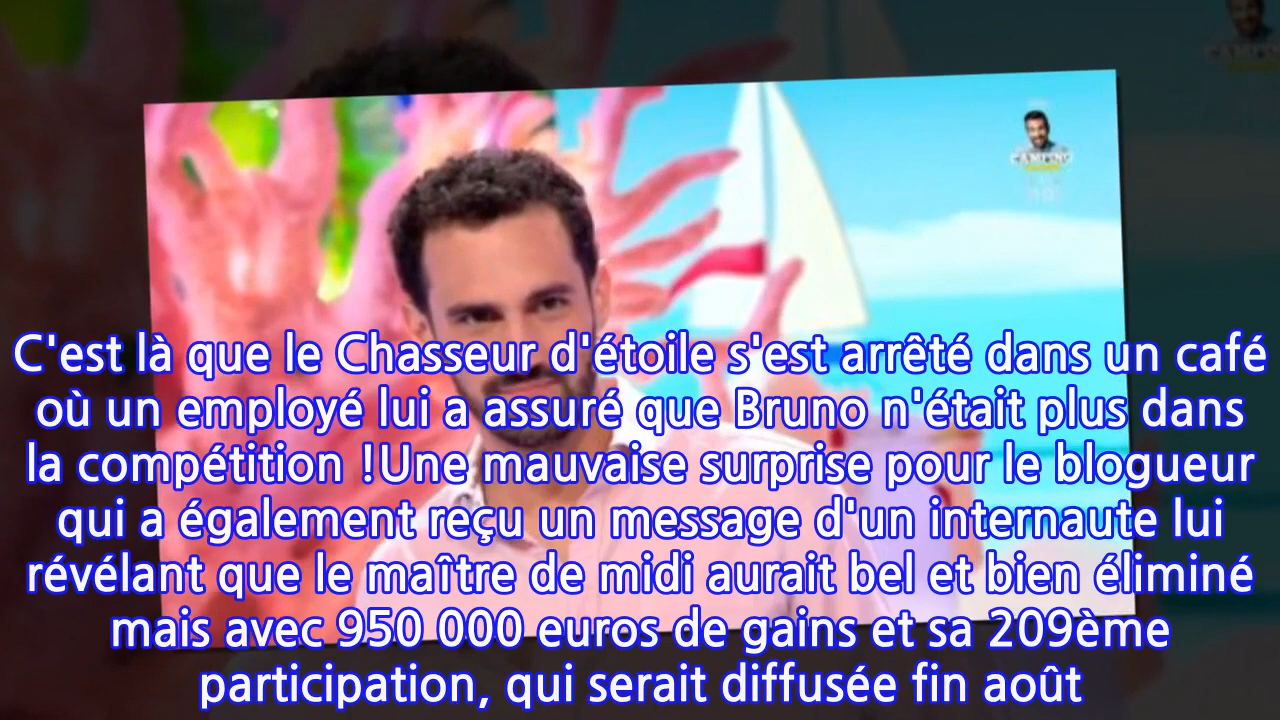 CAMPING
C'est là que le Chasseur d'étoile s'est arrêté dans un café
où un employé lui a assuré que Bruno n'était plus dans
la compétition !Une mauvaise surprise pour le blogueur
qui a également reçu un message d'un internaute lui
révélant que le maître de midi aurait bel et bien éliminé
mais avec 950 000 euros de gains et sa 209ème
participation, qui serait diffusée fin août